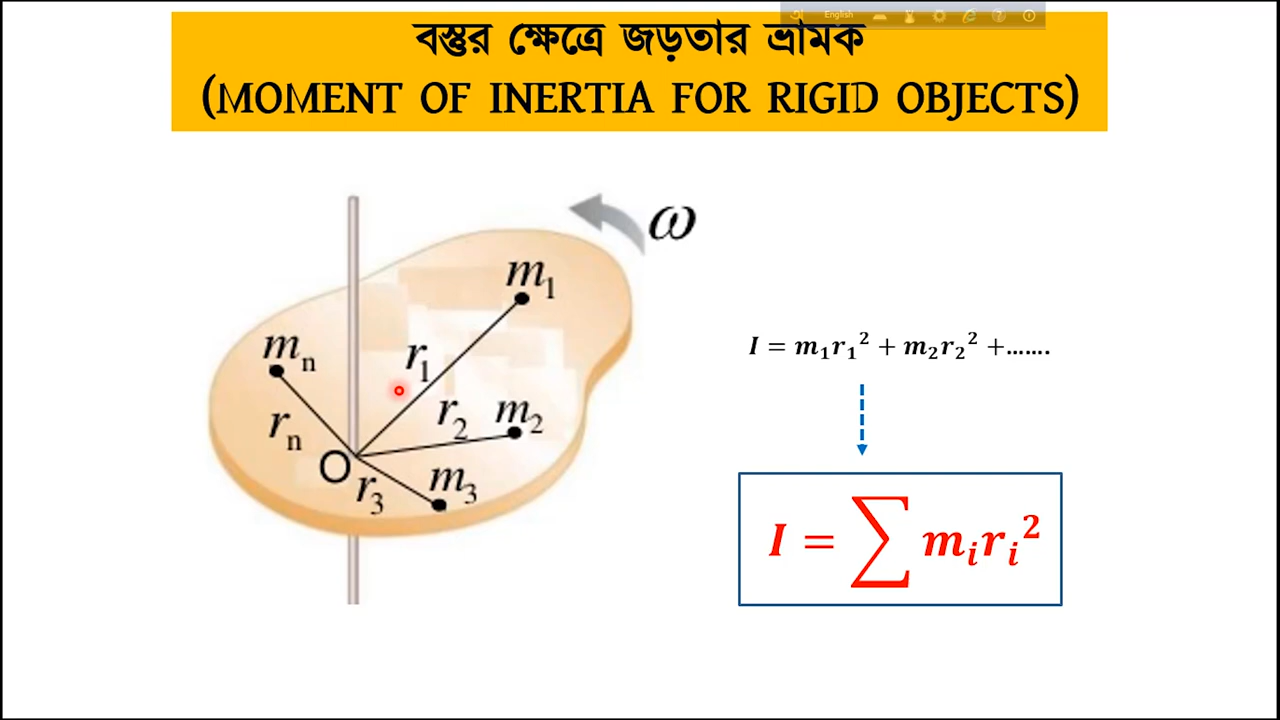 English
বস্তুর ক্ষেত্রে জড়তার ভ্রামক
(MOMENT OF INERTIA FOR RIGID OBJECTS)
ω
m₁
mₙ
r₁
r₂ m₂
rₙ
O
r₃ m₃
I = m₁r₁² + m₂r₂² +.......
I = ∑ mᵢrᵢ²